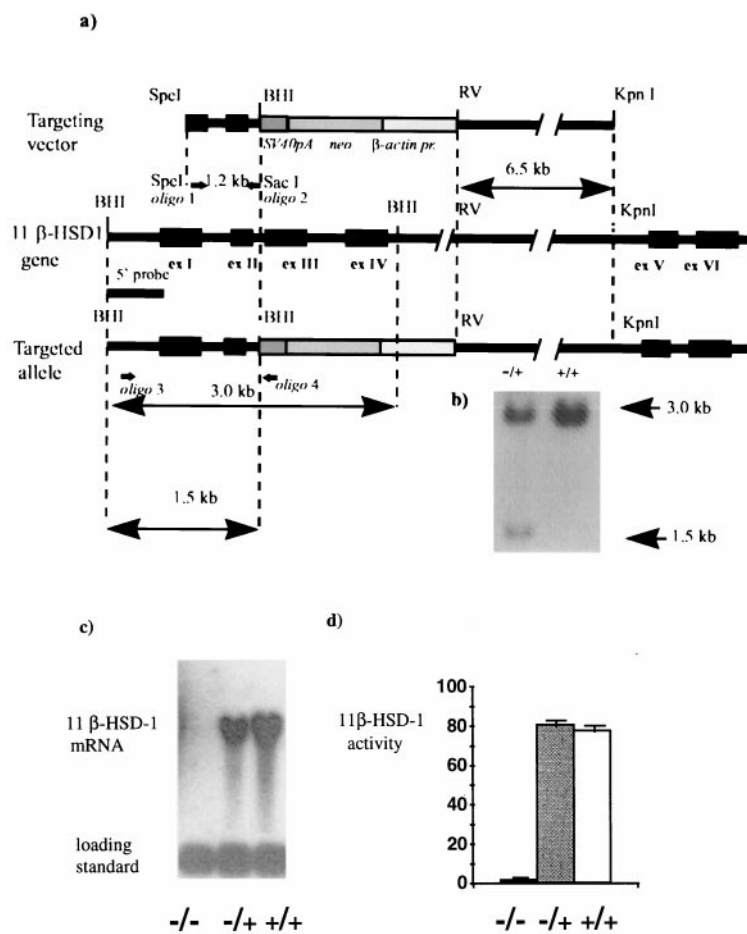 a)
SpcI BHI RV Kpn I
Targeting vector
SV40pA neo β-actin pr.
SpcI 1.2 kb Sac I 6.5 kb
oligo 1 oligo 2
BHI BHI RV KpnI
11 β-HSD1 gene
ex I ex II ex III ex IV ex V ex VI
5' probe
BHI BHI RV KpnI
Targeted allele
oligo 3 oligo 4
3.0 kb
-/+ +/+
b)
3.0 kb
1.5 kb
1.5 kb
c)
11 β-HSD-1 mRNA
loading standard
-/- -/+ +/+
d)
11β-HSD-1 activity
100
80
60
40
20
0
-/- -/+ +/+